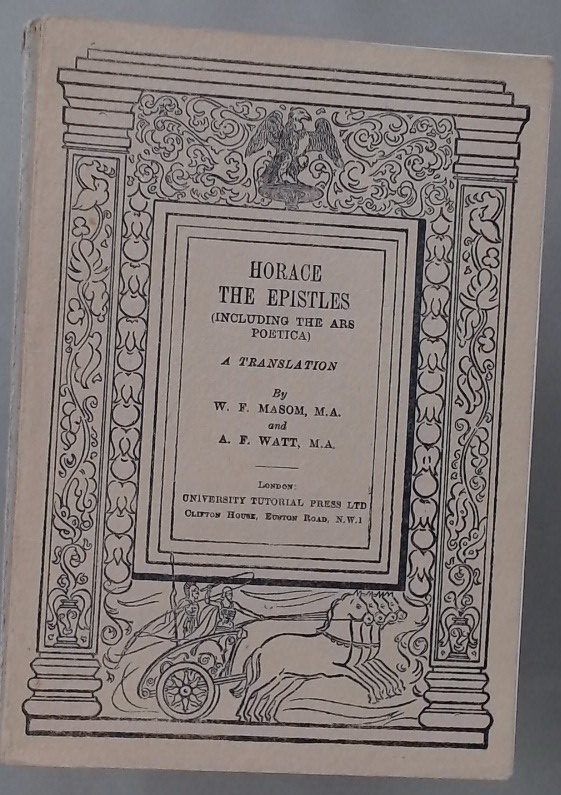 HORACE
THE EPISTLES
(INCLUDING THE ARS
POETICA)
A TRANSLATION
By
W. F. MASOM, M.A.
and
A. F. WATT, M.A.
LONDON:
UNIVERSITY TUTORIAL PRESS LTD
CLIFTON HOUSE, EUSTON ROAD, N.W.1